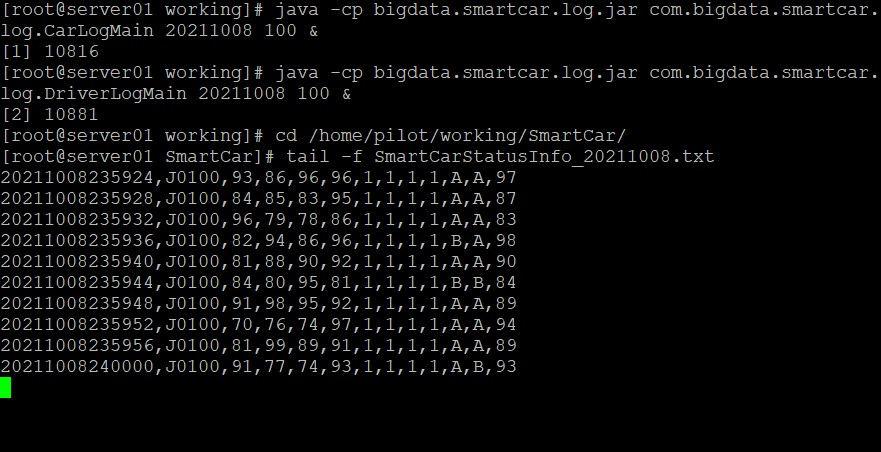 [root@server01 working]# java -cp bigdata.smartcar.log.jar com.bigdata.smartcar.
log.CarLogMain 20211008 100 &
[1] 10816
[root@server01 working]# java -cp bigdata.smartcar.log.jar com.bigdata.smartcar.
log.DriverLogMain 20211008 100 &
[2] 10881
[root@server01 working]# cd /home/pilot/working/SmartCar/
[root@server01 SmartCar]# tail -f SmartCarStatusInfo_20211008.txt
20211008235924,J0100,93,86,96,96,1,1,1,1,A,A,97
20211008235928,J0100,84,85,83,95,1,1,1,1,A,A,87
20211008235932,J0100,96,79,78,86,1,1,1,1,A,A,83
20211008235936,J0100,82,94,86,96,1,1,1,1,B,A,98
20211008235940,J0100,81,88,90,92,1,1,1,1,A,A,90
20211008235944,J0100,84,80,95,81,1,1,1,1,B,B,84
20211008235948,J0100,91,98,95,92,1,1,1,1,A,A,89
20211008235952,J0100,70,76,74,97,1,1,1,1,A,A,94
20211008235956,J0100,81,99,89,91,1,1,1,1,A,A,89
20211008240000,J0100,91,77,74,93,1,1,1,1,A,B,93